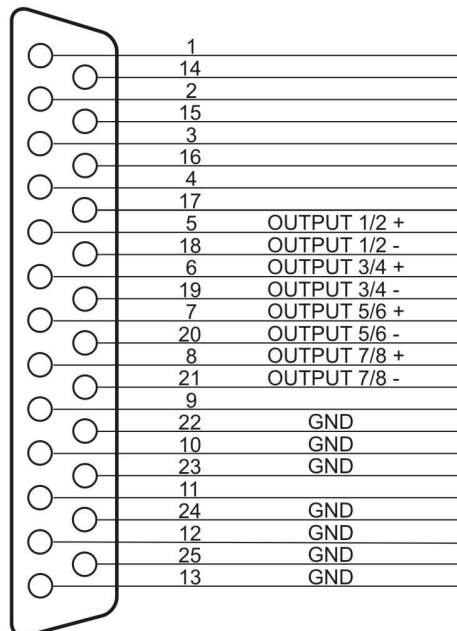 1
14
2
15
3
16
4
17
5 OUTPUT 1/2 +
18 OUTPUT 1/2 -
6 OUTPUT 3/4 +
19 OUTPUT 3/4 -
7 OUTPUT 5/6 +
20 OUTPUT 5/6 -
8 OUTPUT 7/8 +
21 OUTPUT 7/8 -
9
22 GND
10 GND
23 GND
11
24 GND
12 GND
25 GND
13 GND